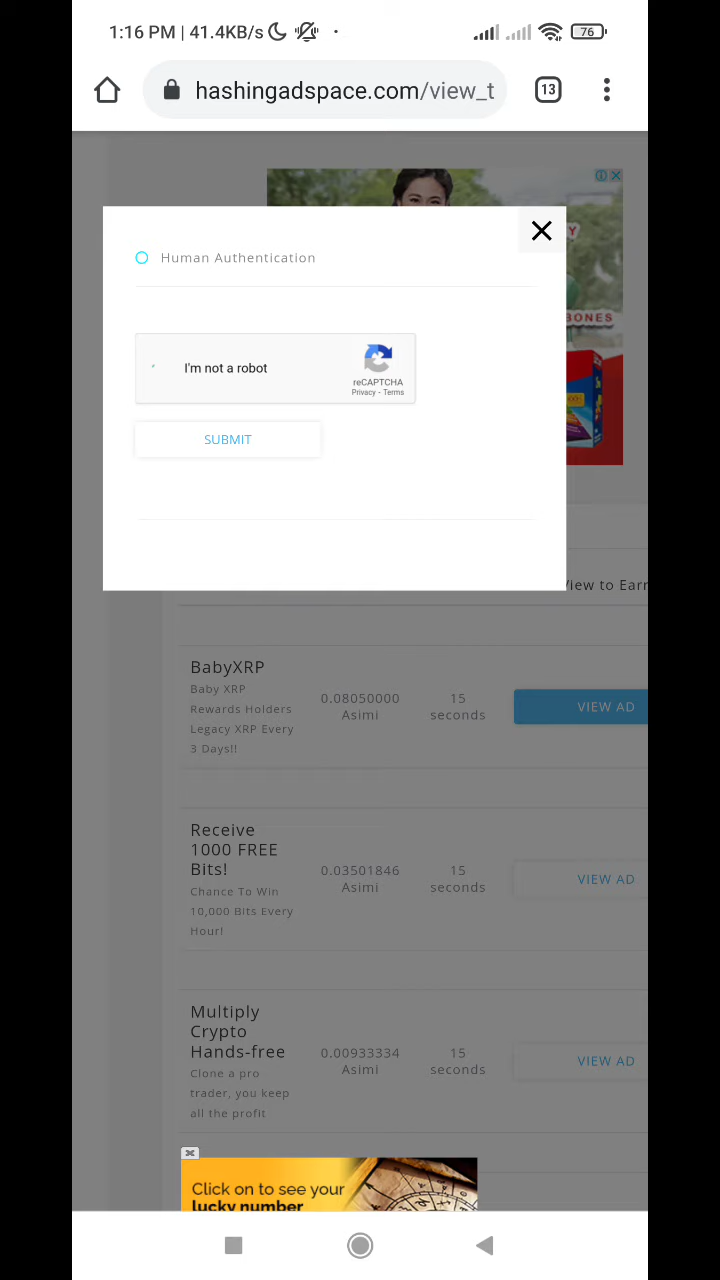 1:16 PM | 41.4KB/s
76
hashingadspace.com/view_t
13
Human Authentication
I'm not a robot
reCAPTCHA
Privacy - Terms
SUBMIT
BONES
View to Earn
BabyXRP
Baby XRP
Rewards Holders
Legacy XRP Every
3 Days!!
0.08050000
Asimi
15
seconds
VIEW AD
Receive
1000 FREE
Bits!
Chance To Win
10,000 Bits Every
Hour!
0.03501846
Asimi
15
seconds
VIEW AD
Multiply
Crypto
Hands-free
Clone a pro
trader, you keep
all the profit
0.00933334
Asimi
15
seconds
VIEW AD
Click on to see your
lucky number